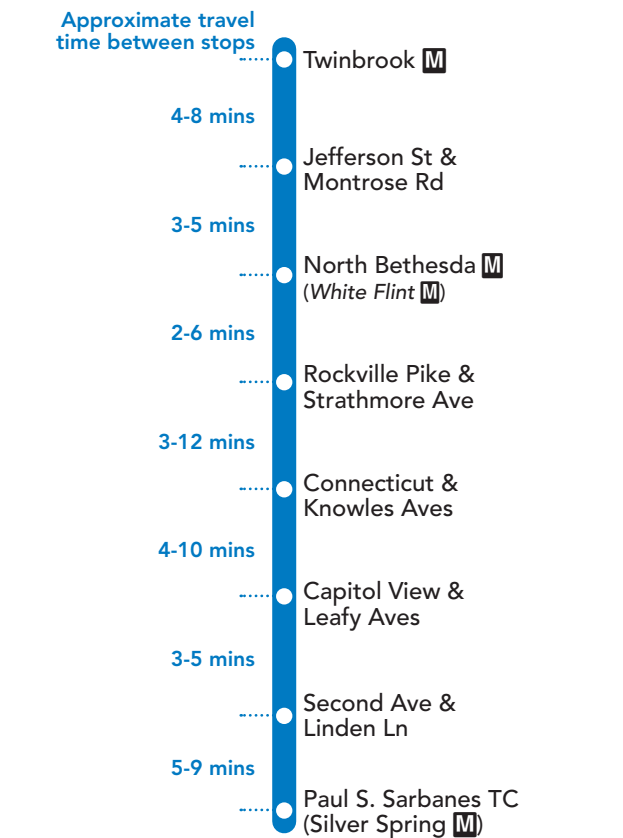 Approximate travel
time between stops
Twinbrook M
4-8 mins
Jefferson St &
Montrose Rd
3-5 mins
North Bethesda M
(White Flint M)
2-6 mins
Rockville Pike &
Strathmore Ave
3-12 mins
Connecticut &
Knowles Aves
4-10 mins
Capitol View &
Leafy Aves
3-5 mins
Second Ave &
Linden Ln
5-9 mins
Paul S. Sarbanes TC
(Silver Spring M)